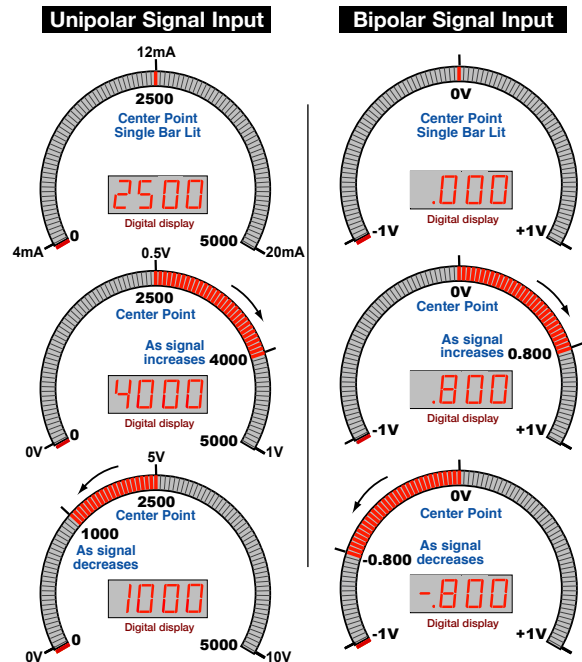 Unipolar Signal Input
12mA
2500
Center Point
Single Bar Lit
2500
Digital display
0
5000
4mA
20mA
0.5V
2500
Center Point
As signal
increases
4000
4000
Digital display
0
5000
0V
1V
5V
2500
Center Point
1000
As signal
decreases
1000
Digital display
0
5000
0V
10V
Bipolar Signal Input
0V
Center Point
Single Bar Lit
.000
Digital display
-1V
+1V
0V
Center Point
As signal
increases
0.800
.800
Digital display
-1V
+1V
0V
Center Point
-0.800
As signal
decreases
-.800
Digital display
-1V
+1V